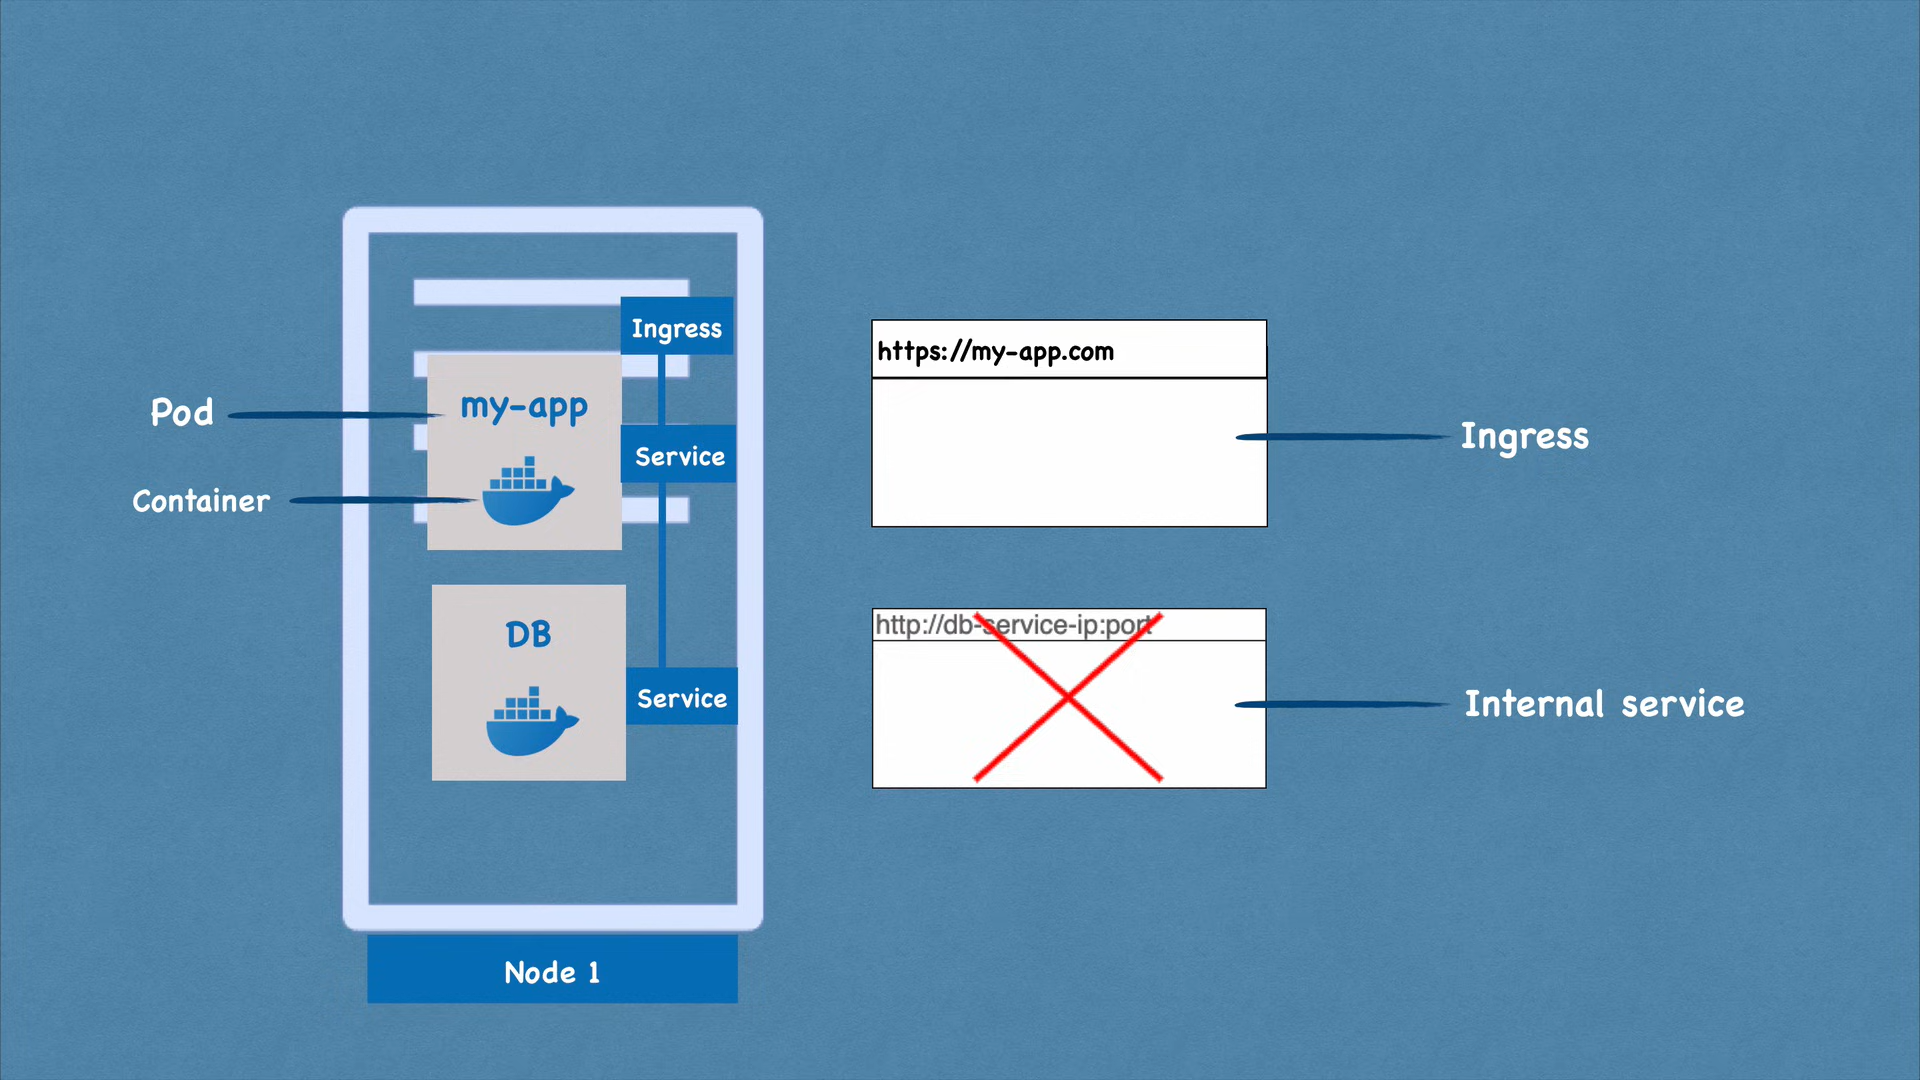 Ingress
https://my-app.com
Pod
my-app
Ingress
Service
Container
DB
http://db-service-ip:port
Service
Internal service
Node 1